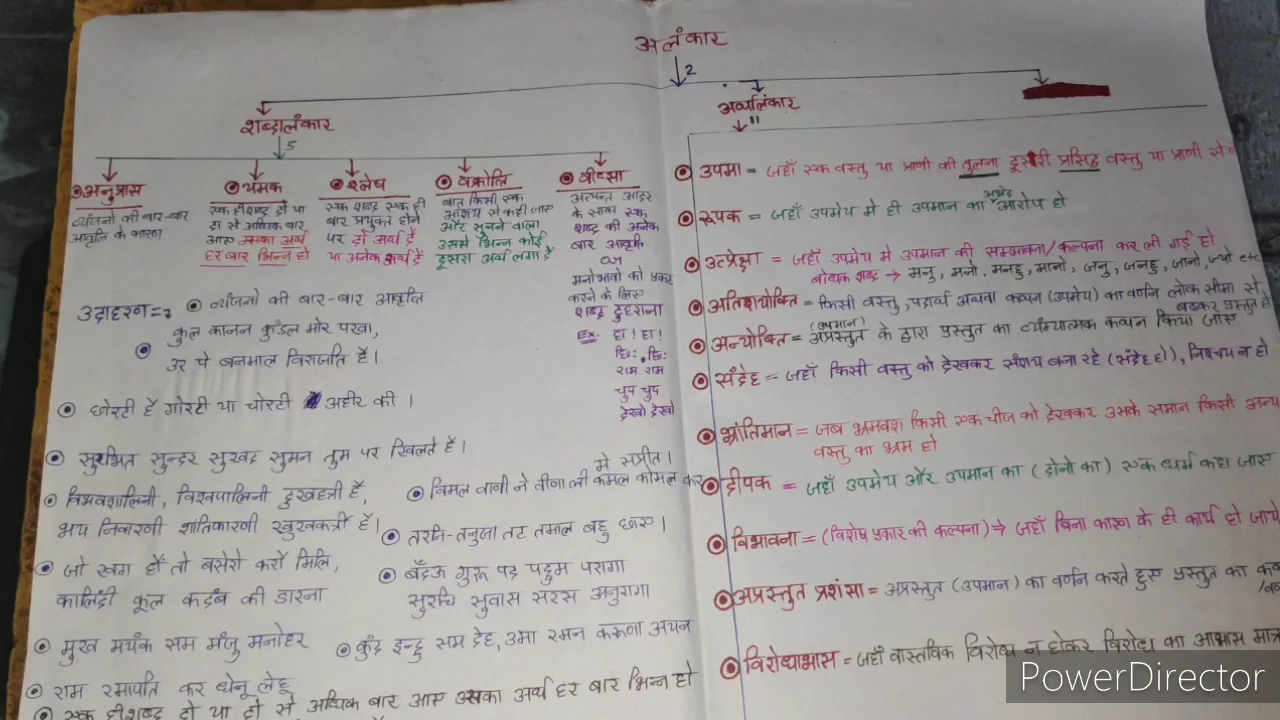 अलंकार
2
शब्दालंकार
5
अर्थालंकार
11
अनुप्रास
व्यंजनो की बार-बार
आवृति के कारण
यमक
एक ही शब्द दो या
दो से अधिक बार
आए उसका अर्थ
हर बार भिन्न हो
श्लेष
एक शब्द एक ही
बार प्रयुक्त होने
पर दो अर्थ दें
या अनेक अर्थ दें
वक्रोति
बात किसी एक
आशय से कही जाए
और सुनने वाला
उससे भिन्न कोई
दूसरा अर्थ लगा दें
वीप्सा
अत्यन्त आदर
के साथ एक
शब्द की अनेक
बार आवृति
or
मनोभावो को प्रकट
करने के लिए
शब्द दुहराना
Ex. हा! हा!
छि: छि:
राम राम
चुप चुप
देखो देखो
उदाहरण =
व्यंजनो की बार-बार आवृति
कुल कानन कुंडल मोर पखा,
उर पे बनमाल विराजति है।
छोरटी है गोरटी या चोरटी अहीर की।
सुरभित सुन्दर सुखद सुमन तुम पर खिलते है।
विभवशालिनी, विश्वपालिनी दुखहर्त्री है,
भय निवारणी शांतिकारणी सुखकर्त्री है।
जो खग हौं तो बसेरो करौं मिलि,
कालिंदी कूल कदंब की डारना
मुख मयंक सम मंजु मनोहर
राम रमापति कर धेनू लेहू
एक ही शब्द दो या दो से अधिक बार आए उसका अर्थ हर बार भिन्न हो
मे सप्रीत।
विमल वाणी ने वीणा ली कमल कोमल कर
तरनि-तनुजा तट तमाल बहु छाए।
बँदऊ गुरू पद पदुम परागा
सुरुचि सुवास सरस अनुरागा
कुंद इन्दु सम देह, उमा रमन करूणा अयन
उपमा = जहाँ एक वस्तु या प्राणी की तुलना दूसरी प्रसिद्ध वस्तु या प्राणी से
अभेद
रूपक = जहाँ उपमेय मे ही उपमान का आरोप हो
उत्प्रेक्षा = जहाँ उपमेय मे उपमान की सम्भावना/कल्पना कर ली गई हो
बोधक शब्द → मनु, मनो, मनहु, मानो, जनु, जनहु, जानो, ज्यो etc
अतिशयोक्ति = किसी वस्तु, पदार्थ अथवा कथन (उपमेय) का वर्णन लोक सीमा से
बढकर प्रस्तुत हो
(उपमान)
अन्योक्ति = अप्रस्तुत के द्वारा प्रस्तुत का व्यंग्यात्मक कथन किया जाए
संदेह = जहाँ किसी वस्तु को देखकर संशय बना रहे (संदेह हो), निश्चय न हो
भ्रांतिमान = जब भ्रमवश किसी एक चीज को देखकर उसके समान किसी अन्य
वस्तु का भ्रम हो
दीपक = जहाँ उपमेय और उपमान का (दोनो का) एक धर्म कहा जाए
विभावना = (विशेष प्रकार की कल्पना) → जहाँ बिना कारण के ही कार्य हो जाये
अप्रस्तुत प्रशंसा = अप्रस्तुत (उपमान) का वर्णन करते हुए प्रस्तुत का
विरोधाभास = जहाँ वास्तविक विरोध न होकर विरोध का आभास मात्र
PowerDirector